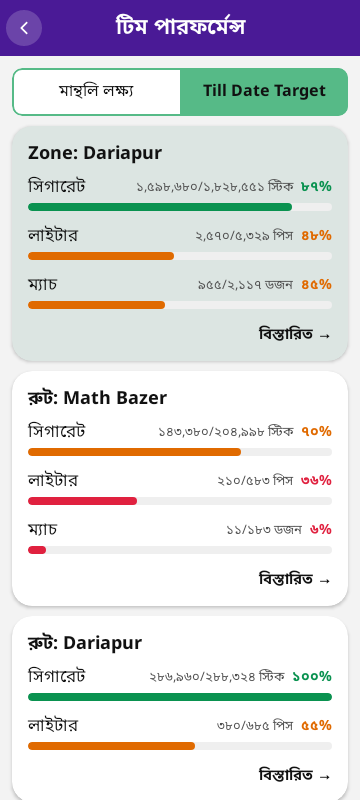 টিম পারফর্মেন্স
মান্থলি লক্ষ্য Till Date Target
Zone: Dariapur
সিগারেট ১,৫৯৮,৬৮০/১,৮২৮,৫৫১ স্টিক ৮৭%
লাইটার ২,৫৭০/৫,৩২৯ পিস ৪৮%
ম্যাচ ৯৫৫/২,১১৭ ডজন ৪৫%
বিস্তারিত →
রুট: Math Bazer
সিগারেট ১৪৩,৩৮০/২০৪,৯৯৮ স্টিক ৭০%
লাইটার ২১০/৫৮৩ পিস ৩৬%
ম্যাচ ১১/১৮৩ ডজন ৬%
বিস্তারিত →
রুট: Dariapur
সিগারেট ২৮৬,৯৬০/২৮৮,৩২৪ স্টিক ১০০%
লাইটার ৩৮০/৬৮৫ পিস ৫৫%
বিস্তারিত →